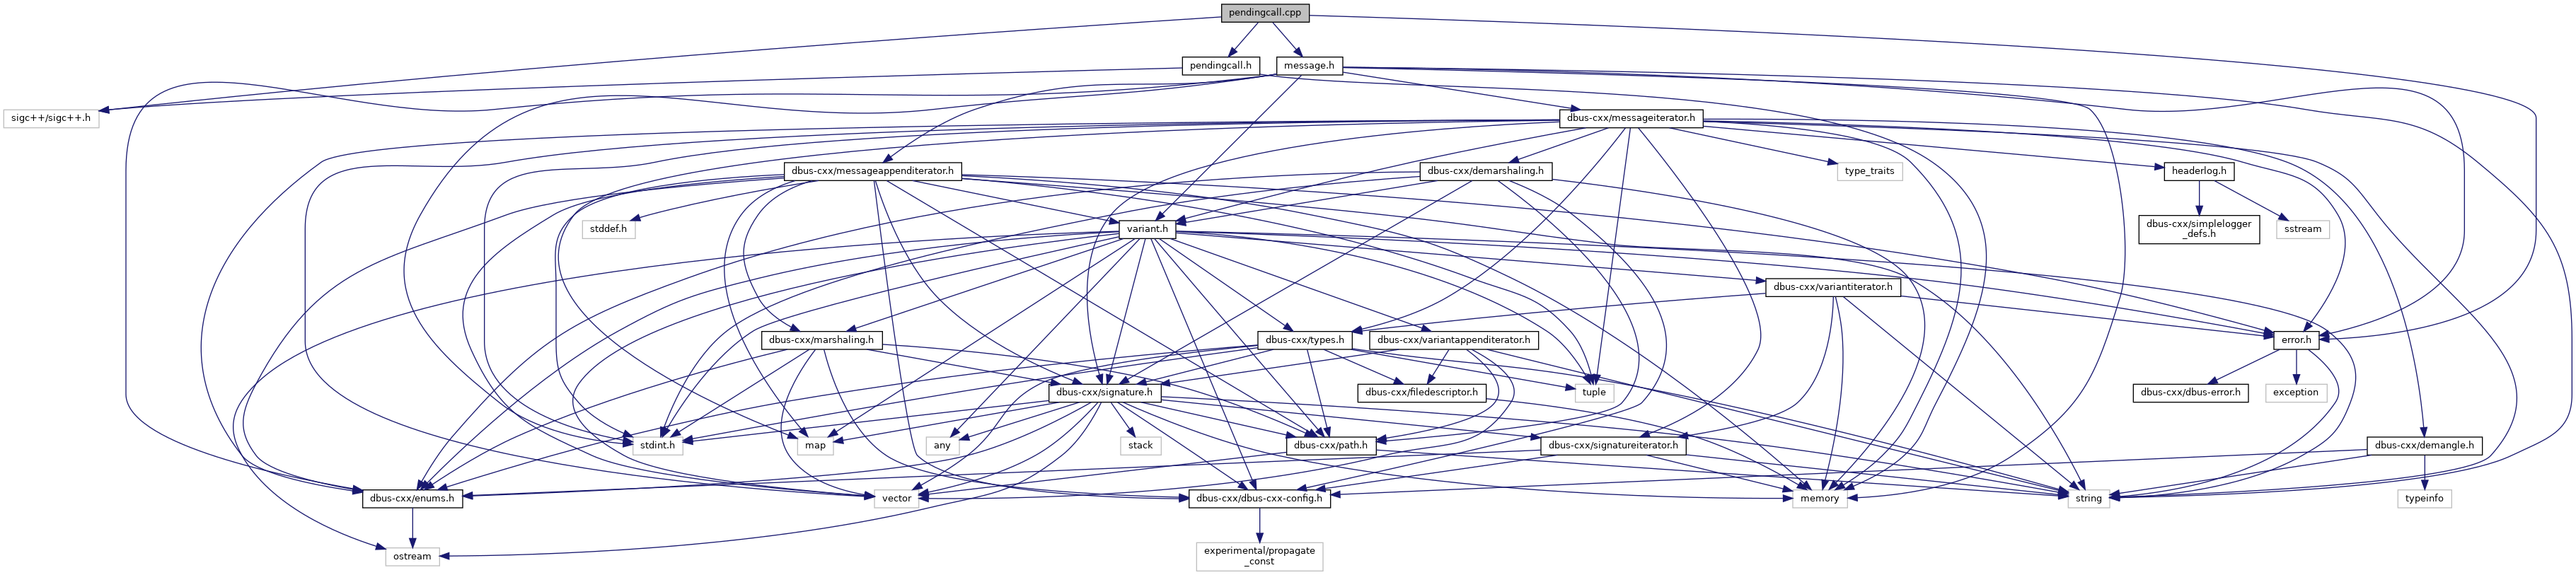 pendingcall.cpp
pendingcall.h
message.h
sigc++/sigc++.h
dbus-cxx/messageiterator.h
dbus-cxx/messageappenditerator.h
dbus-cxx/demarshaling.h
type_traits
headerlog.h
stddef.h
variant.h
dbus-cxx/simplelogger
_defs.h
sstream
dbus-cxx/variantiterator.h
dbus-cxx/marshaling.h
dbus-cxx/types.h
dbus-cxx/variantappenditerator.h
error.h
dbus-cxx/signature.h
dbus-cxx/filedescriptor.h
tuple
dbus-cxx/dbus-error.h
exception
stdint.h
map
any
stack
dbus-cxx/path.h
dbus-cxx/signatureiterator.h
dbus-cxx/demangle.h
dbus-cxx/enums.h
vector
dbus-cxx/dbus-cxx-config.h
memory
string
typeinfo
ostream
experimental/propagate
_const